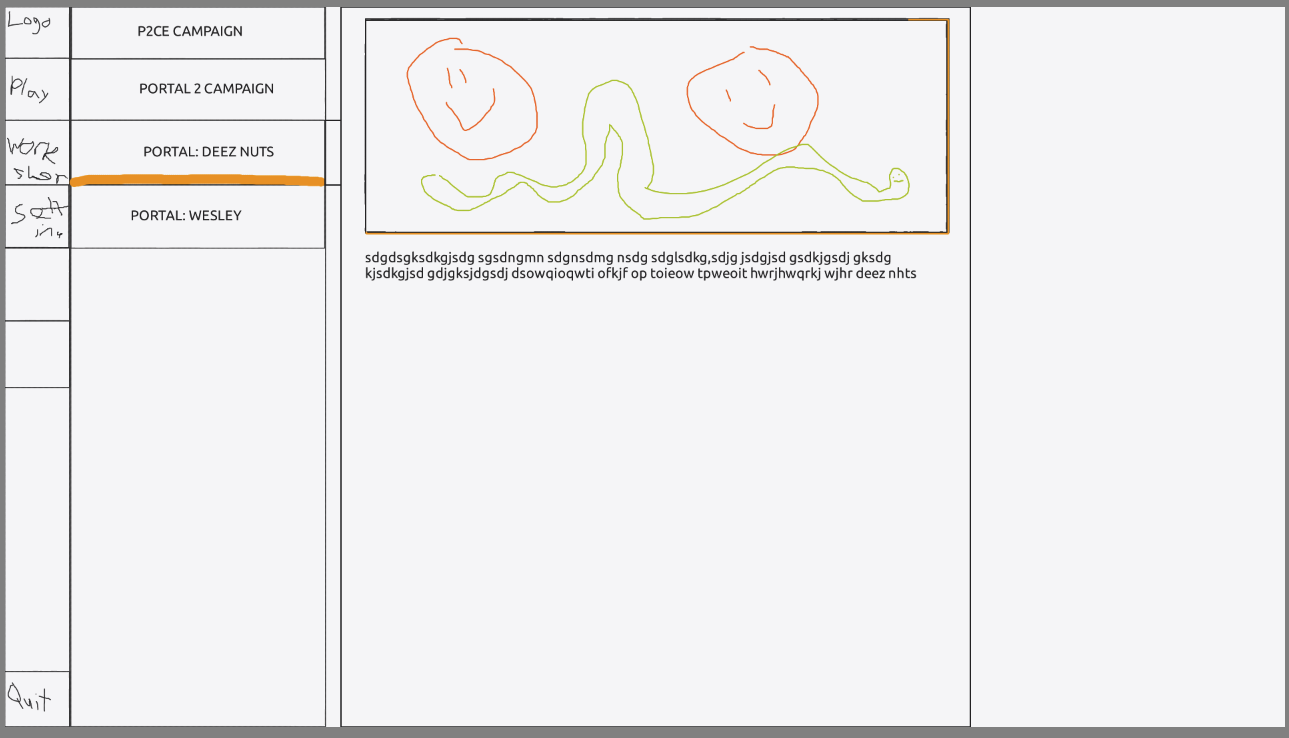 Logo
Play
Work
shop
Sett
ing
Quit
P2CE CAMPAIGN
PORTAL 2 CAMPAIGN
PORTAL: DEEZ NUTS
PORTAL: WESLEY
sdgdsgksdkgjsdg sgsdngmn sdgnsdmg nsdg sdglsdkg,sdjg jsdgjsd gsdkjgsdj gksdg
kjsdkgjsd gdjgksjdgsdj dsowqioqwti ofkjf op toieow tpweoit hwrjhwqrkj wjhr deez nhts